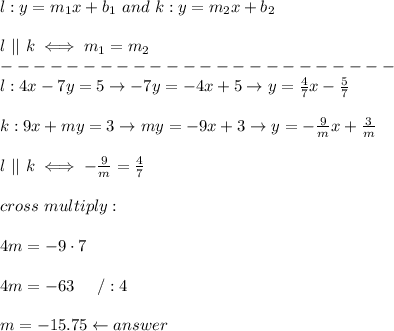 l : y = m₁x + b₁ and k : y = m₂x + b₂
l || k ⟺ m₁ = m₂
− − − − − − − − − − − − − − − − − − − − − − − −
l : 4x − 7y = 5 → −7y = −4x + 5 → y = 4/7 x − 5/7
k : 9x + my = 3 → my = −9x + 3 → y = −9/m x + 3/m
l || k ⟺ −9/m = 4/7
cross multiply :
4m = −9 · 7
4m = −63 / : 4
m = −15.75 ← answer